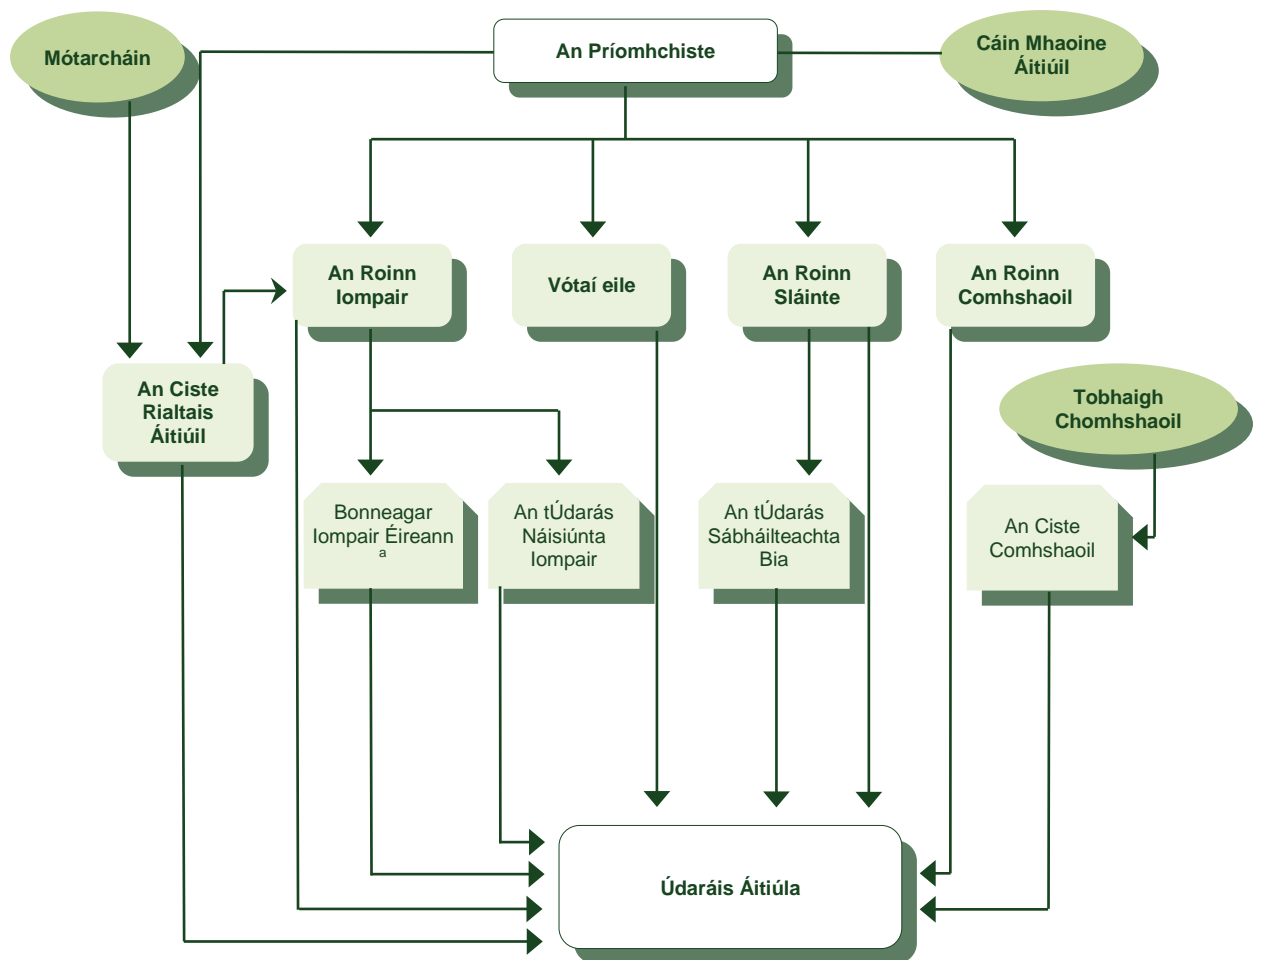 Mótarcháin
An Príomhchiste
Cáin Mhaoine
Áitiúil
An Roinn
Iompair
Vótaí eile
An Roinn
Sláinte
An Roinn
Comhshaoil
An Ciste
Rialtais
Áitiúil
Tobhaigh
Chomhshaoil
Bonneagar
Iompair Éireann
a
An tÚdarás
Náisiúnta
Iompair
An tÚdarás
Sábháilteachta
Bia
An Ciste
Comhshaoil
Údaráis Áitiúla